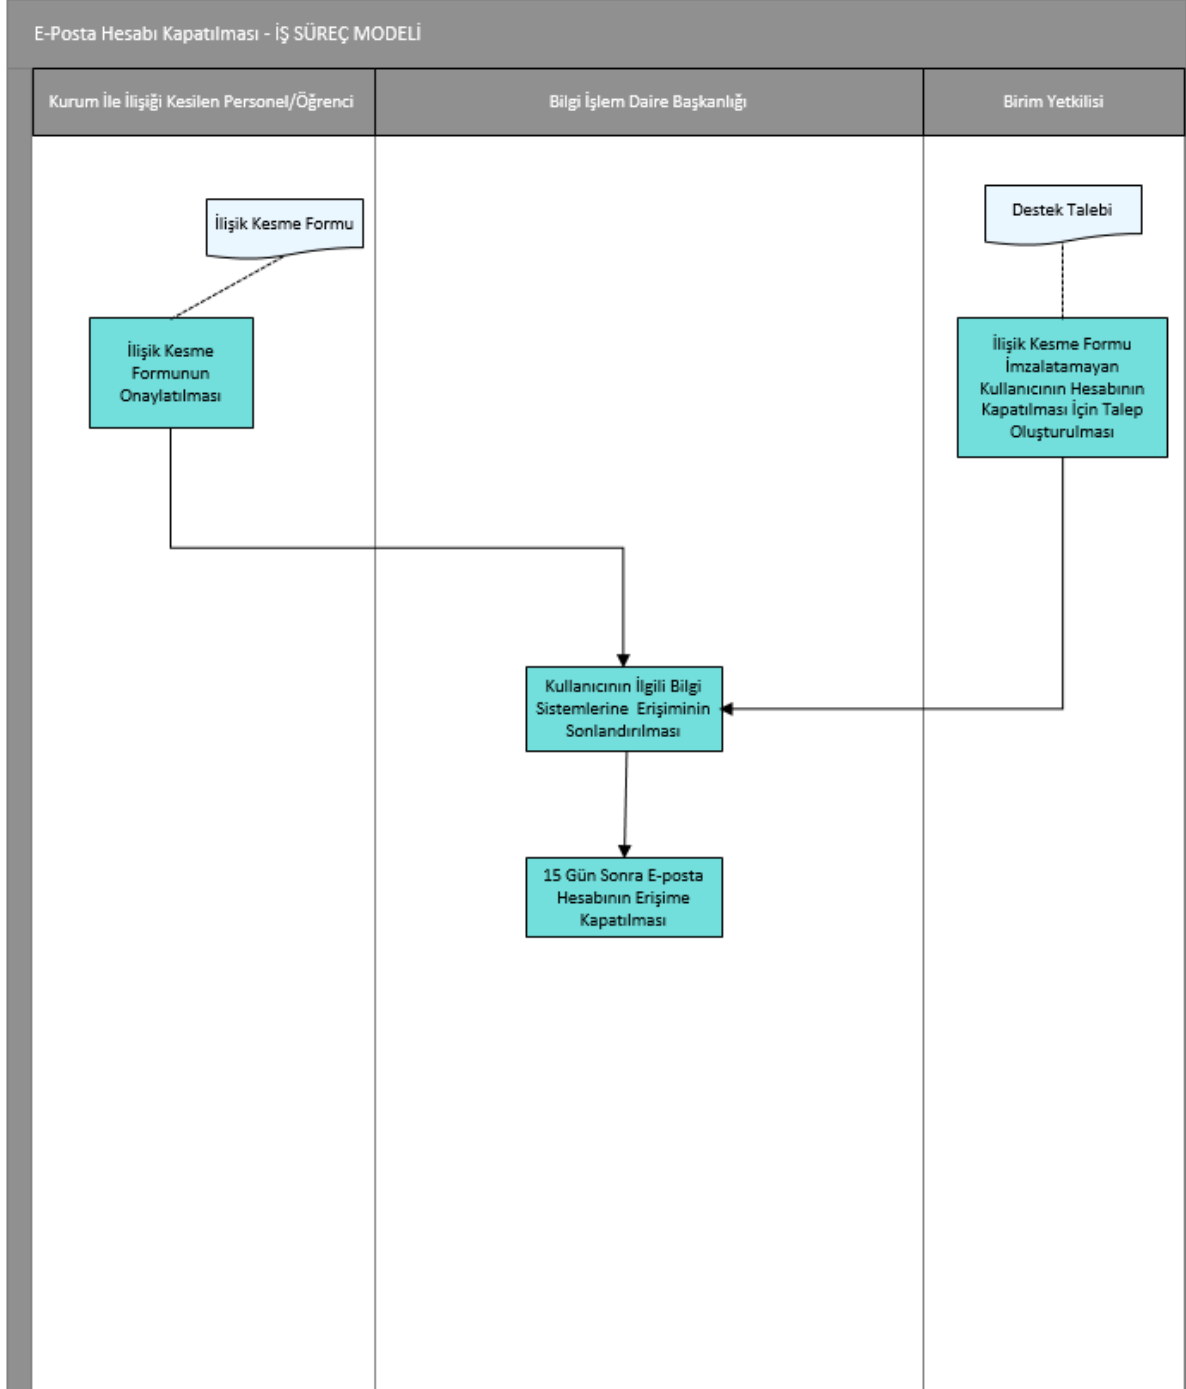 E-Posta Hesabı Kapatılması - İŞ SÜREÇ MODELİ
Kurum İle İlişiği Kesilen Personel/Öğrenci
Bilgi İşlem Daire Başkanlığı
Birim Yetkilisi
İlişik Kesme Formu
Destek Talebi
İlişik Kesme
Formunun
Onaylatılması
İlişik Kesme Formu
İmzalatamayan
Kullanıcının Hesabının
Kapatılması İçin Talep
Oluşturulması
Kullanıcının İlgili Bilgi
Sistemlerine Erişiminin
Sonlandırılması
15 Gün Sonra E-posta
Hesabının Erişime
Kapatılması